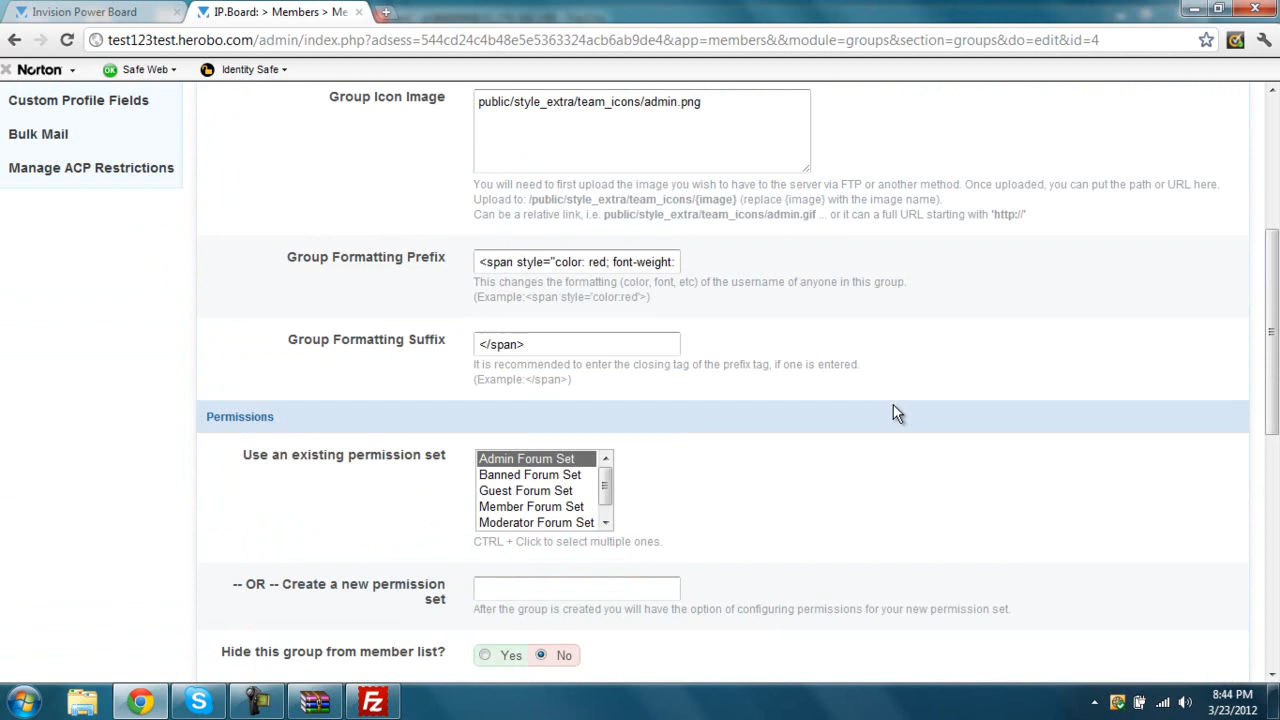 Invision Power Board
IP.Board: > Members > Me
test123test.herobo.com/admin/index.php?adsess=544cd24c4b48e5e5363324acb6ab9de4&app=members&&module=groups&section=groups&do=edit&id=4
Norton
Safe Web
Identity Safe
Custom Profile Fields
Bulk Mail
Manage ACP Restrictions
Group Icon Image
public/style_extra/team_icons/admin.png
You will need to first upload the image you wish to have to the server via FTP or another method. Once uploaded, you can put the path or URL here.
Upload to: /public/style_extra/team_icons/{image} (replace {image} with the image name).
Can be a relative link, i.e. public/style_extra/team_icons/admin.gif ... or it can a full URL starting with 'http://'
Group Formatting Prefix
<span style="color: red; font-weight:
This changes the formatting (color, font, etc) of the username of anyone in this group.
(Example:<span style='color:red'>)
Group Formatting Suffix
</span>
It is recommended to enter the closing tag of the prefix tag, if one is entered.
(Example:</span>)
Permissions
Use an existing permission set
Admin Forum Set
Banned Forum Set
Guest Forum Set
Member Forum Set
Moderator Forum Set
CTRL + Click to select multiple ones.
-- OR -- Create a new permission
set
After the group is created you will have the option of configuring permissions for your new permission set.
Hide this group from member list?
Yes No
8:44 PM
3/23/2012